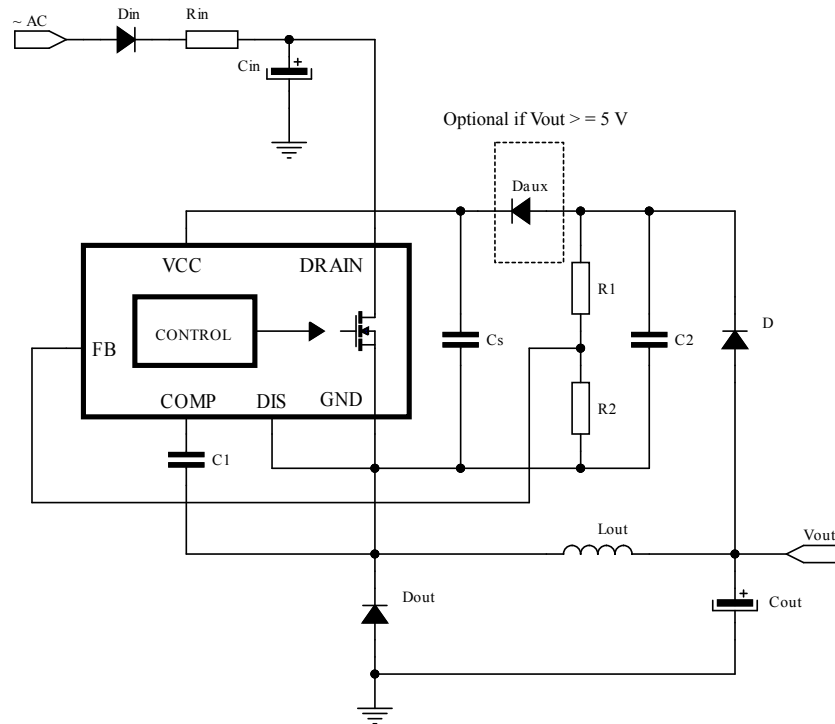 ~ AC
Din
Rin
Cin
+
Optional if Vout > = 5 V
Daux
VCC
DRAIN
R1
CONTROL
Cs
C2
D
FB
R2
COMP
DIS
GND
C1
Lout
Vout
Dout
+
Cout